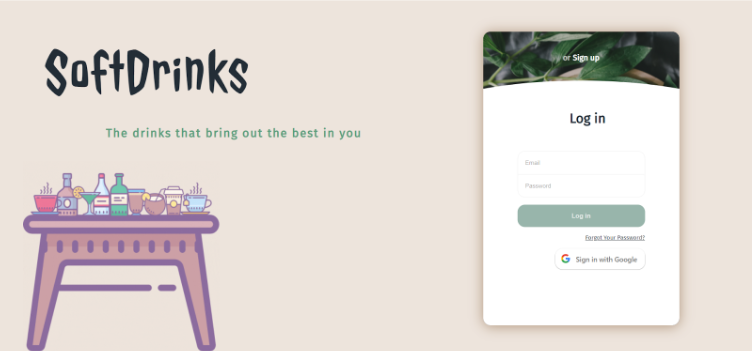 SoftDrinks
The drinks that bring out the best in you
or Sign up
Log in
Email
Password
Log in
Forgot Your Password?
Sign in with Google